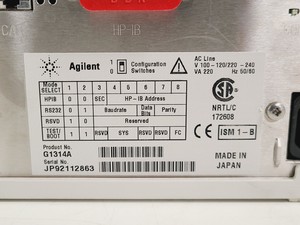 HP IB
Agilent
1
0
Configuration
Switches
AC Line
V 100-120/220-240
VA 220 Hz 50/60
Mode
SELECT 1 2 3 4 5 6 7 8
HPIB 0 0 SEC HP-IB Address
RS232 0 1 Baudrate Data Bits Parity
RSVD 1 0 Reserved
TEST/
BOOT 1 1 RSVD SYS RSVD RSVD FC
NRTL/C
172608
ISM 1-B
Product No.
G1314A
Serial No.
JP92112863
MADE IN
JAPAN